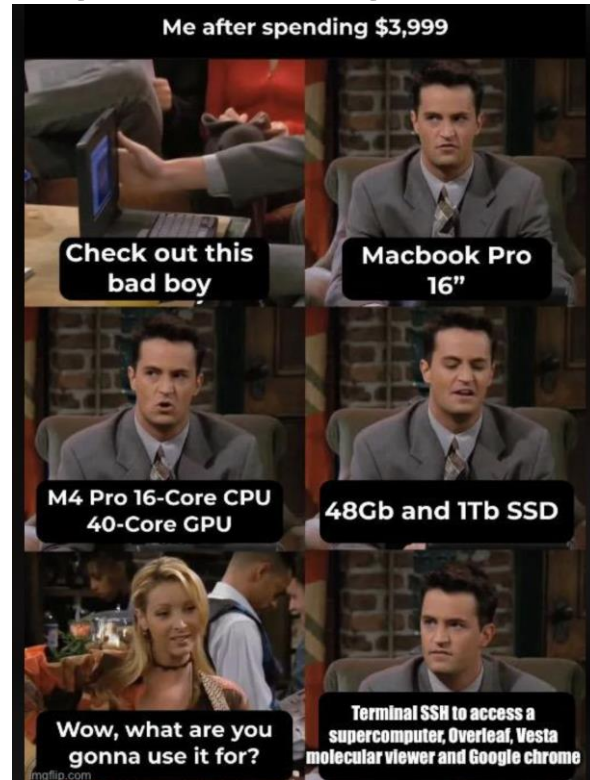 Me after spending $3,999
Check out this
bad boy
Macbook Pro
16”
M4 Pro 16-Core CPU
40-Core GPU
48Gb and 1Tb SSD
Wow, what are you
gonna use it for?
Terminal SSH to access a
supercomputer, Overleaf, Vesta
molecular viewer and Google chrome
imgflip.com